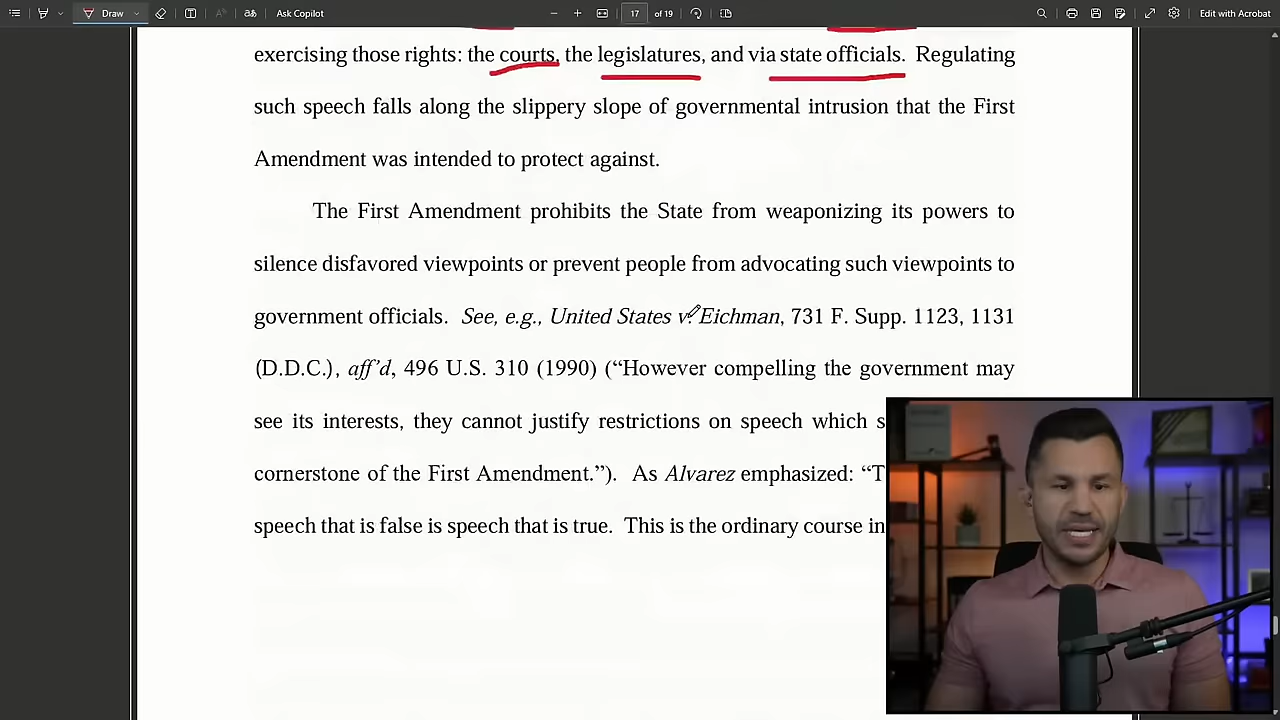 Draw
Ask Copilot
17 of 19
Edit with Acrobat
exercising those rights: the courts, the legislatures, and via state officials. Regulating
such speech falls along the slippery slope of governmental intrusion that the First
Amendment was intended to protect against.
The First Amendment prohibits the State from weaponizing its powers to
silence disfavored viewpoints or prevent people from advocating such viewpoints to
government officials. See, e.g., United States v. Eichman, 731 F. Supp. 1123, 1131
(D.D.C.), aff’d, 496 U.S. 310 (1990) (“However compelling the government may
see its interests, they cannot justify restrictions on speech which
cornerstone of the First Amendment.”). As Alvarez emphasized: “
speech that is false is speech that is true. This is the ordinary course in